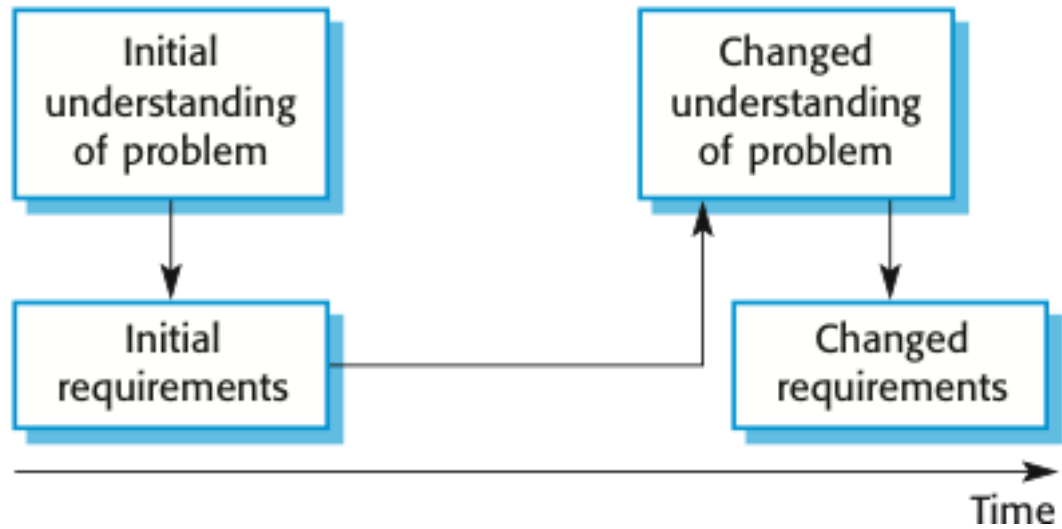 Initial
understanding
of problem
Changed
understanding
of problem
Initial
requirements
Changed
requirements
Time